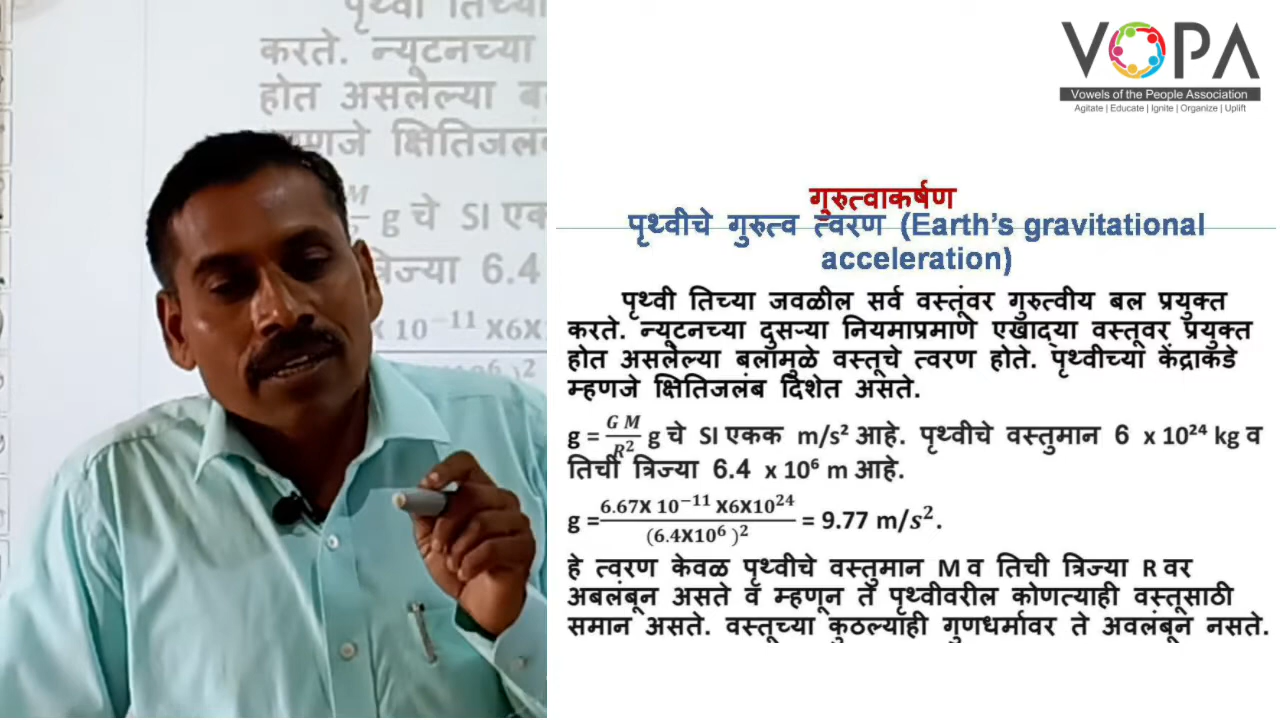 पृथ्वी तिच्य
करते. न्यूटनच्या
होत असलेल्या ब
म्हणजे क्षितिजलं
g चे SI एक
त्रिज्या 6.4
X 10⁻¹¹ X6X1
VOPA
Vowels of the People Association
Agitate | Educate | Ignite | Organize | Uplift
गुरुत्वाकर्षण
पृथ्वीचे गुरुत्व त्वरण (Earth's gravitational
acceleration)
पृथ्वी तिच्या जवळील सर्व वस्तूंवर गुरुत्वीय बल प्रयुक्त
करते. न्यूटनच्या दुसऱ्या नियमाप्रमाणे एखाद्या वस्तूवर प्रयुक्त
होत असलेल्या बलामुळे वस्तूचे त्वरण होते. पृथ्वीच्या केंद्राकडे
म्हणजे क्षितिजलंब दिशेत असते.
g = G M / R² g चे SI एकक m/s² आहे. पृथ्वीचे वस्तुमान 6 x 10²⁴ kg व
तिची त्रिज्या 6.4 x 10⁶ m आहे.
g = 6.67X 10⁻¹¹ X6X10²⁴ / (6.4X10⁶ )² = 9.77 m/s².
हे त्वरण केवळ पृथ्वीचे वस्तुमान M व तिची त्रिज्या R वर
अबलंबून असते व म्हणून ते पृथ्वीवरील कोणत्याही वस्तूसाठी
समान असते. वस्तूच्या कुठल्याही गुणधर्मावर ते अवलंबून नसते.